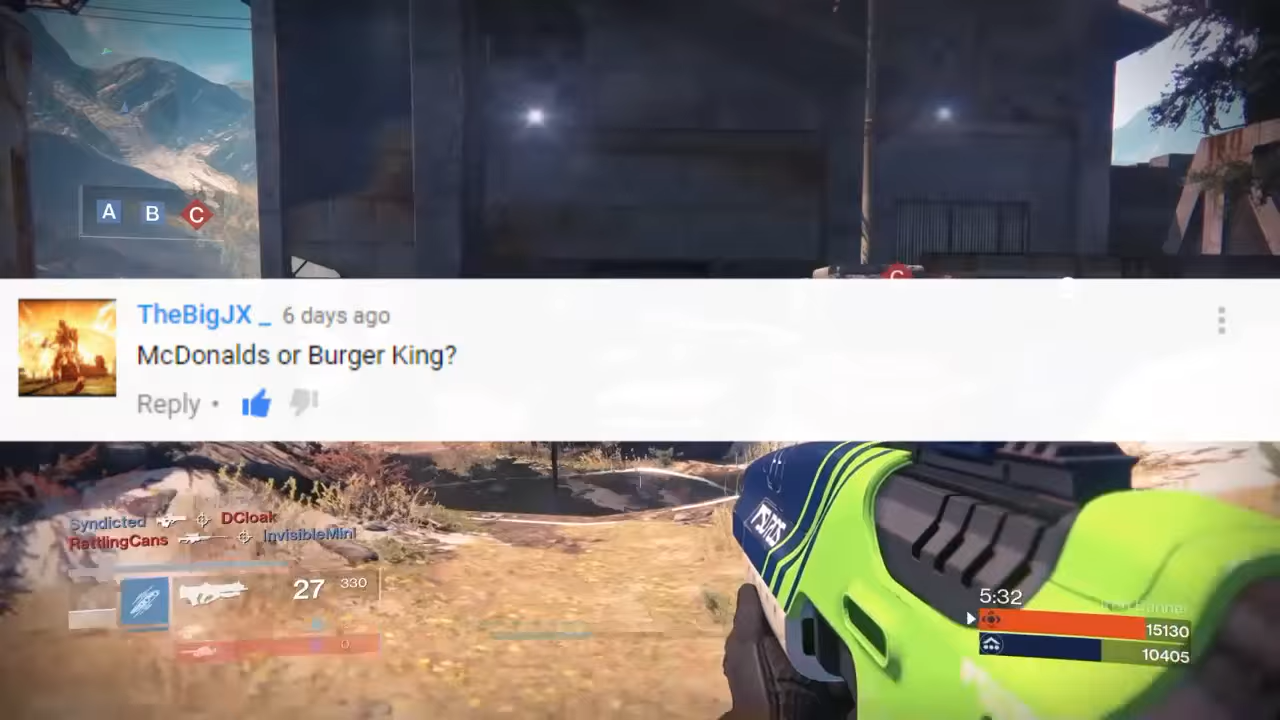 A B C
C
TheBigJX _ 6 days ago
McDonalds or Burger King?
Reply •
Syndicted DCloak
RattlingCans InvisibleMinI
27 330
0
5:32
15130
10405